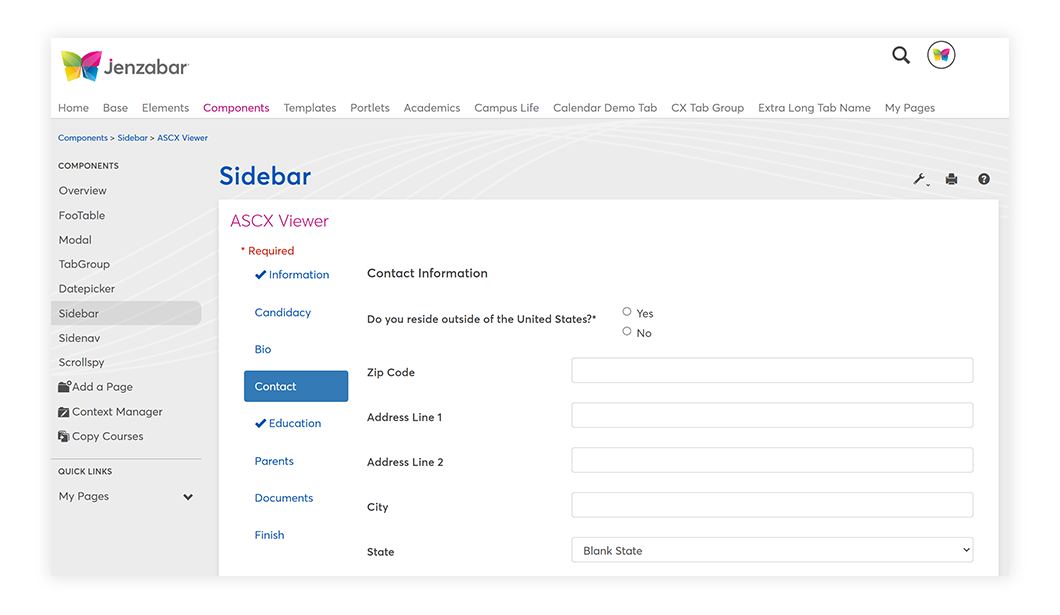 Jenzabar
Home Base Elements Components Templates Portlets Academics Campus Life Calendar Demo Tab CX Tab Group Extra Long Tab Name My Pages
Components > Sidebar > ASCX Viewer
COMPONENTS
Overview
FooTable
Modal
TabGroup
Datepicker
Sidebar
Sidenav
Scrollspy
Add a Page
Context Manager
Copy Courses
QUICK LINKS
My Pages
Sidebar
ASCX Viewer
* Required
Information
Candidacy
Bio
Contact
Education
Parents
Documents
Finish
Contact Information
Do you reside outside of the United States?*
Yes
No
Zip Code
Address Line 1
Address Line 2
City
State
Blank State